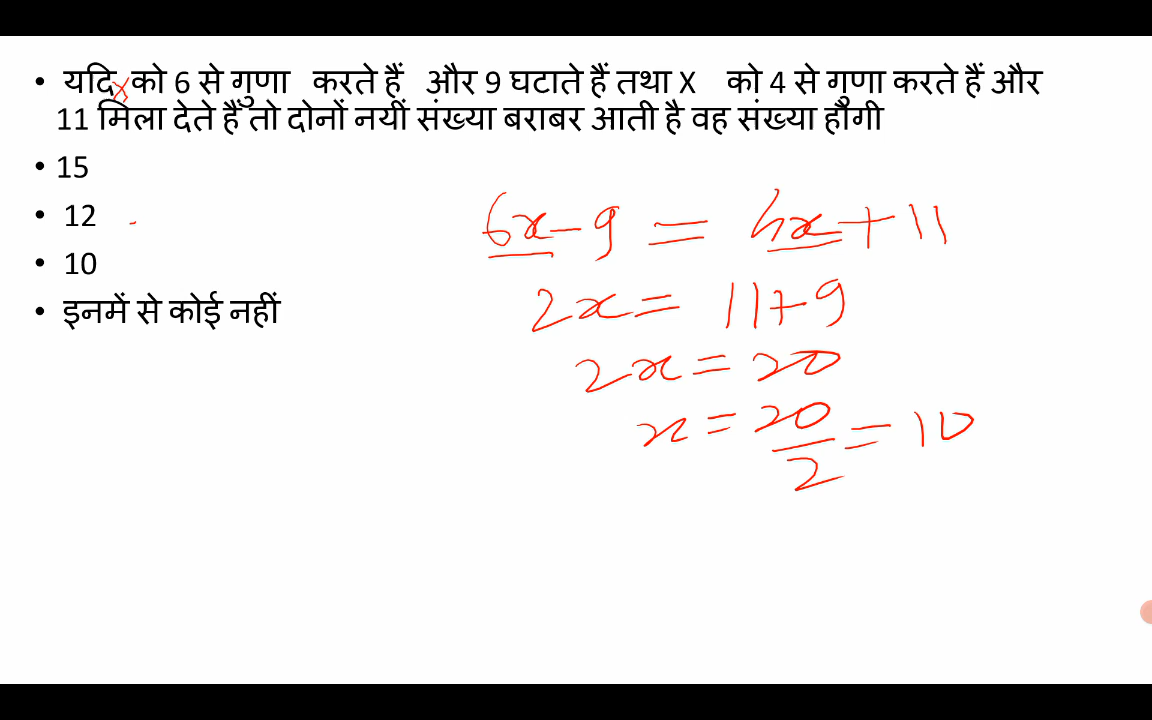 • यदि x को 6 से गुणा करते हैं और 9 घटाते हैं तथा X को 4 से गुणा करते हैं और
11 मिला देते हैं तो दोनों नयीं संख्या बराबर आती है वह संख्या हौगी
• 15
• 12
• 10
• इनमें से कोई नहीं
6x - 9 = 4x + 11
2x = 11+9
2x = 20
x = 20/2 = 10